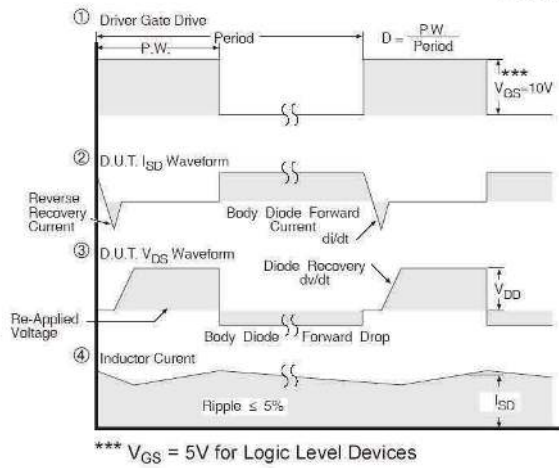 ① Driver Gate Drive
Period
P.W.
D = P.W. / Period
***
VGS=10V
② D.U.T. ISD Waveform
Reverse
Recovery
Current
Body Diode Forward
Current
di/dt
③ D.U.T. VDS Waveform
Diode Recovery
dv/dt
VDD
Re-Applied
Voltage
Body Diode Forward Drop
④ Inductor Curent
Ripple ≤ 5%
ISD
*** VGS = 5V for Logic Level Devices